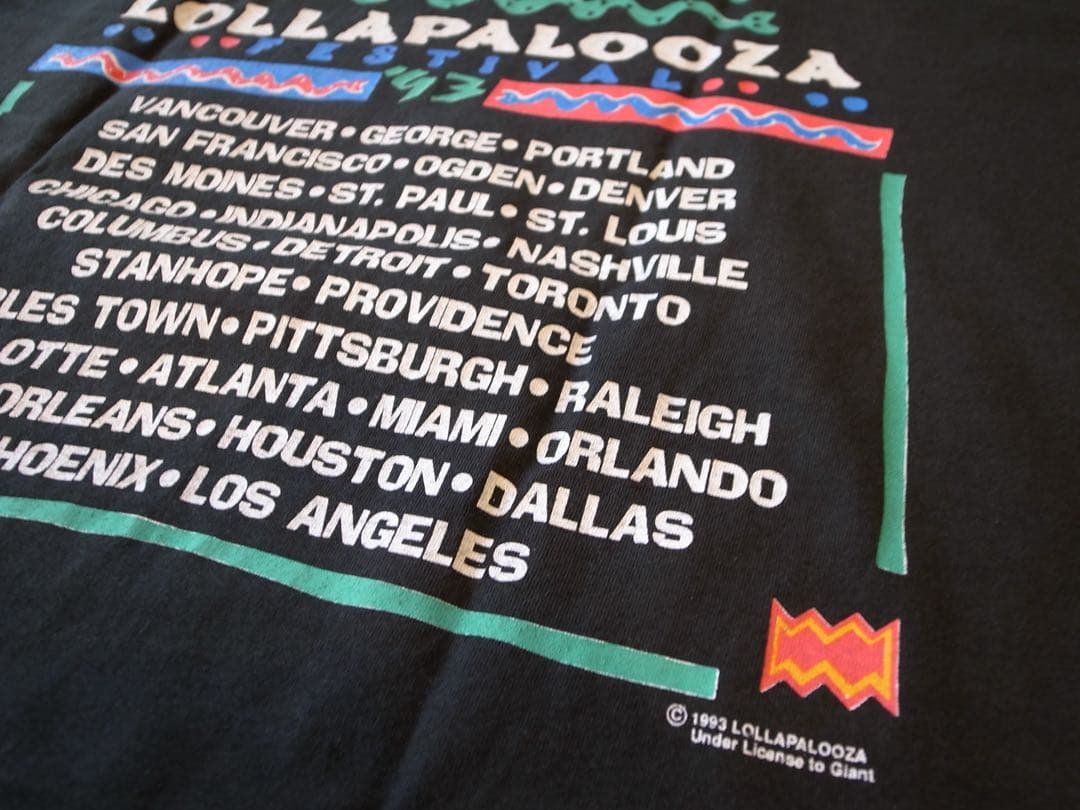 LOLLAPALOOZA
FESTIVAL
'93
VANCOUVER • GEORGE • PORTLAND
SAN FRANCISCO • OGDEN • DENVER
DES MOINES • ST. PAUL • ST. LOUIS
CHICAGO • INDIANAPOLIS • NASHVILLE
COLUMBUS • DETROIT • TORONTO
STANHOPE • PROVIDENCE
LES TOWN • PITTSBURGH • RALEIGH
OTTE • ATLANTA • MIAMI • ORLANDO
ORLEANS • HOUSTON • DALLAS
HOENIX • LOS ANGELES
© 1993 LOLLAPALOOZA
Under License to Giant